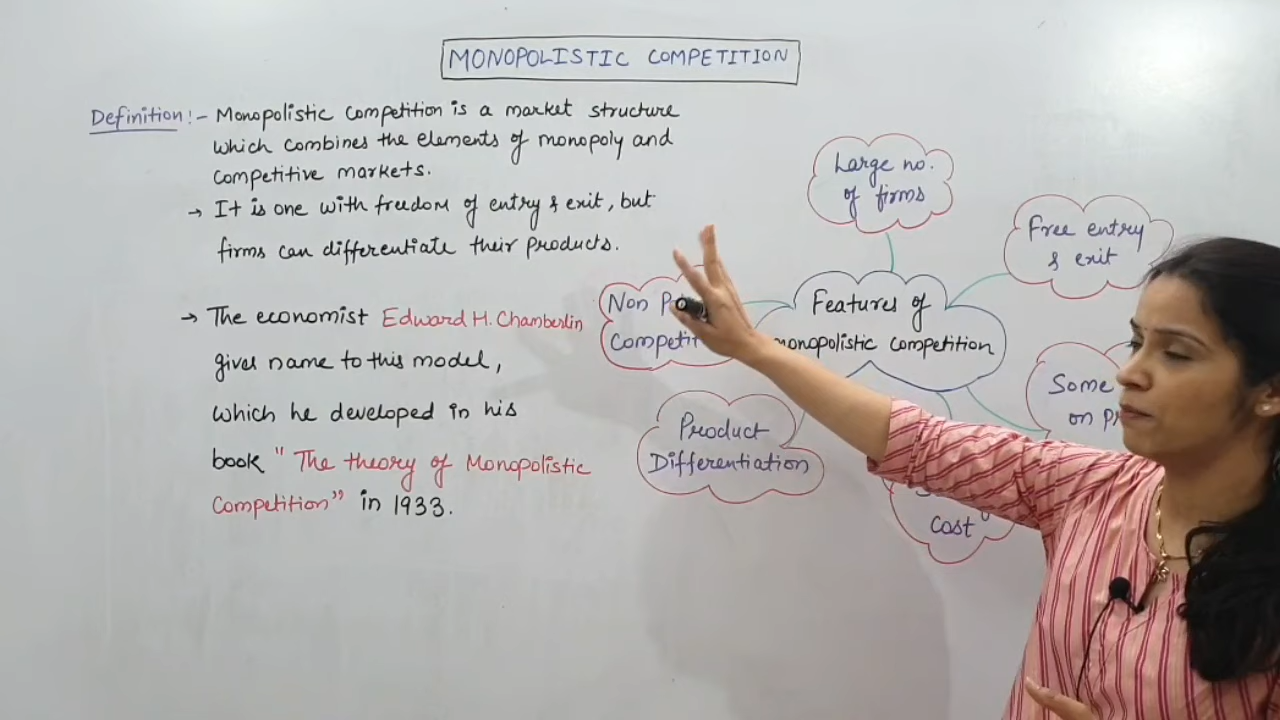 MONOPOLISTIC COMPETITION
Definition:- Monopolistic competition is a market structure
which combines the elements of monopoly and
competitive markets.
→ It is one with freedom of entry & exit, but
firms can differentiate their products.
→ The economist Edward H. Chamberlin
gives name to this model,
which he developed in his
book "The theory of Monopolistic
Competition" in 1933.
Large no.
of firms
Free entry
& exit
Features of
monopolistic competition
Non
Product
Differentiation
Some
on
cost